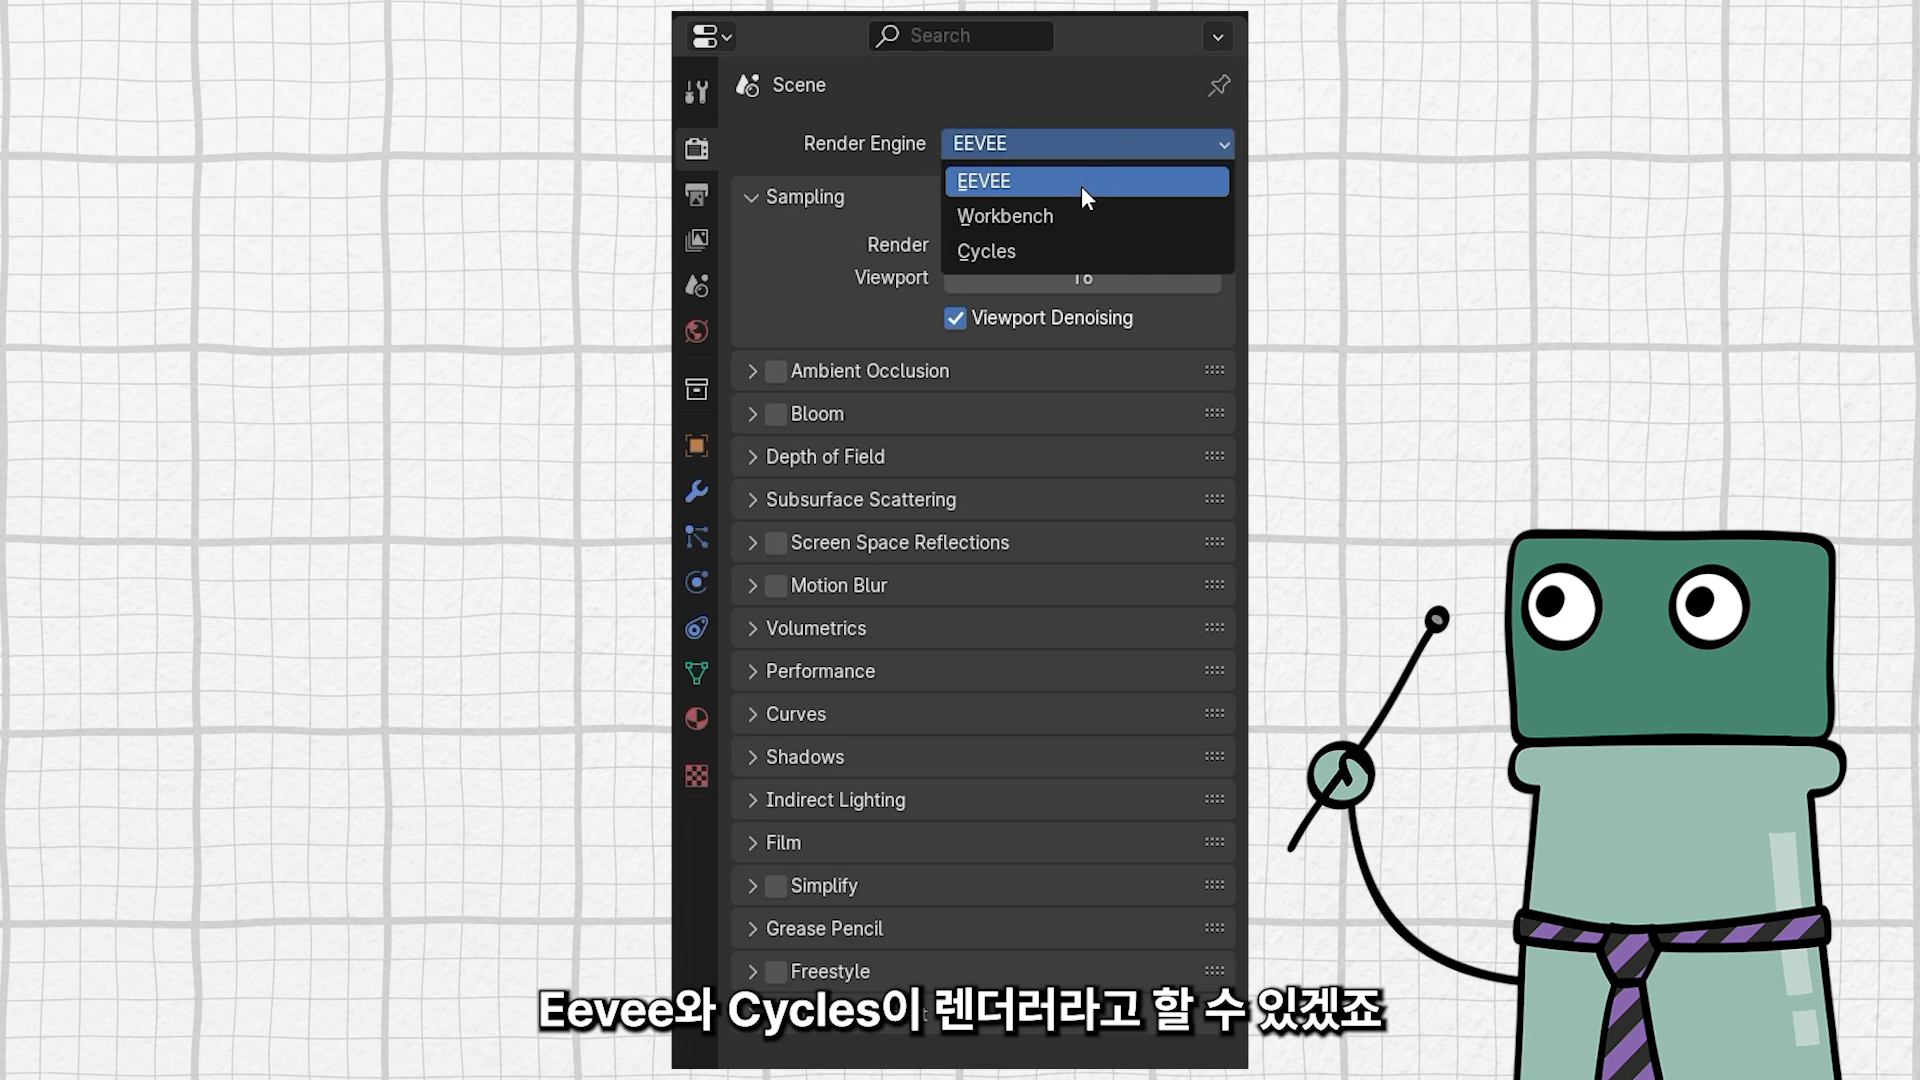 Search
Scene
Render Engine
EEVEE
EEVEE
Workbench
Cycles
Sampling
Render
Viewport
16
Viewport Denoising
Ambient Occlusion
Bloom
Depth of Field
Subsurface Scattering
Screen Space Reflections
Motion Blur
Volumetrics
Performance
Curves
Shadows
Indirect Lighting
Film
Simplify
Grease Pencil
Freestyle
Eevee와 Cycles이 렌더러라고 할 수 있겠죠